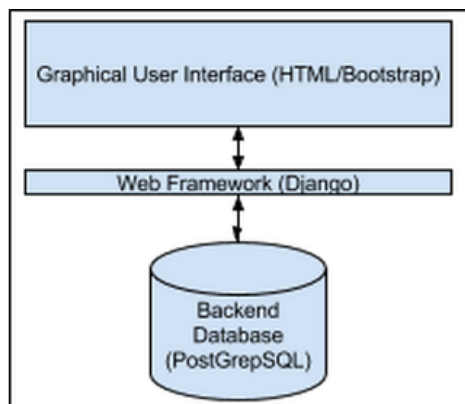 Graphical User Interface (HTML/Bootstrap)
Web Framework (Django)
Backend
Database
(PostGrepSQL)